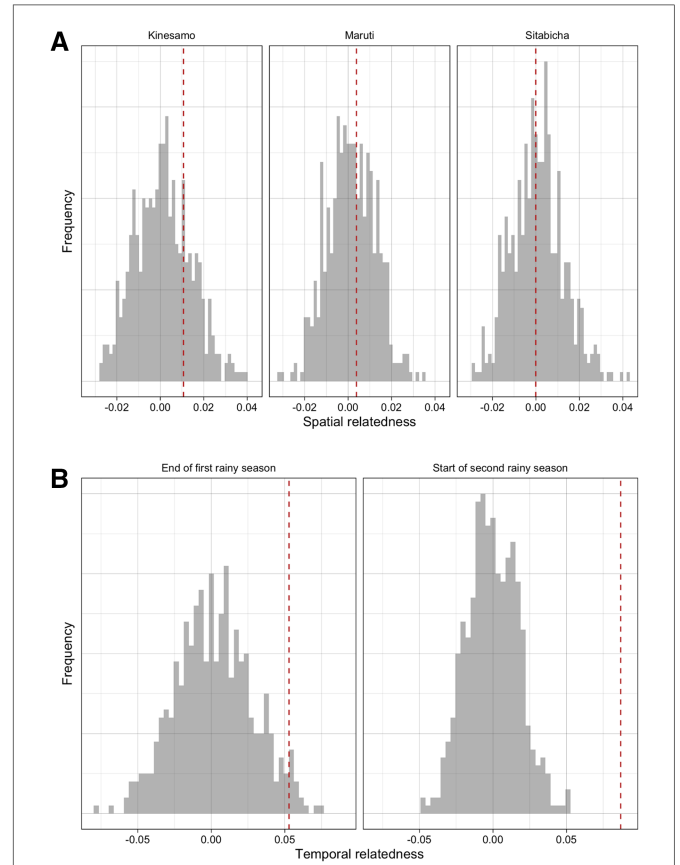 A
Kinesamo Maruti Sitabicha
Frequency
-0.02 0.00 0.02 0.04 -0.02 0.00 0.02 0.04 -0.02 0.00 0.02 0.04
Spatial relatedness
B
End of first rainy season Start of second rainy season
Frequency
-0.05 0.00 0.05 -0.05 0.00 0.05
Temporal relatedness